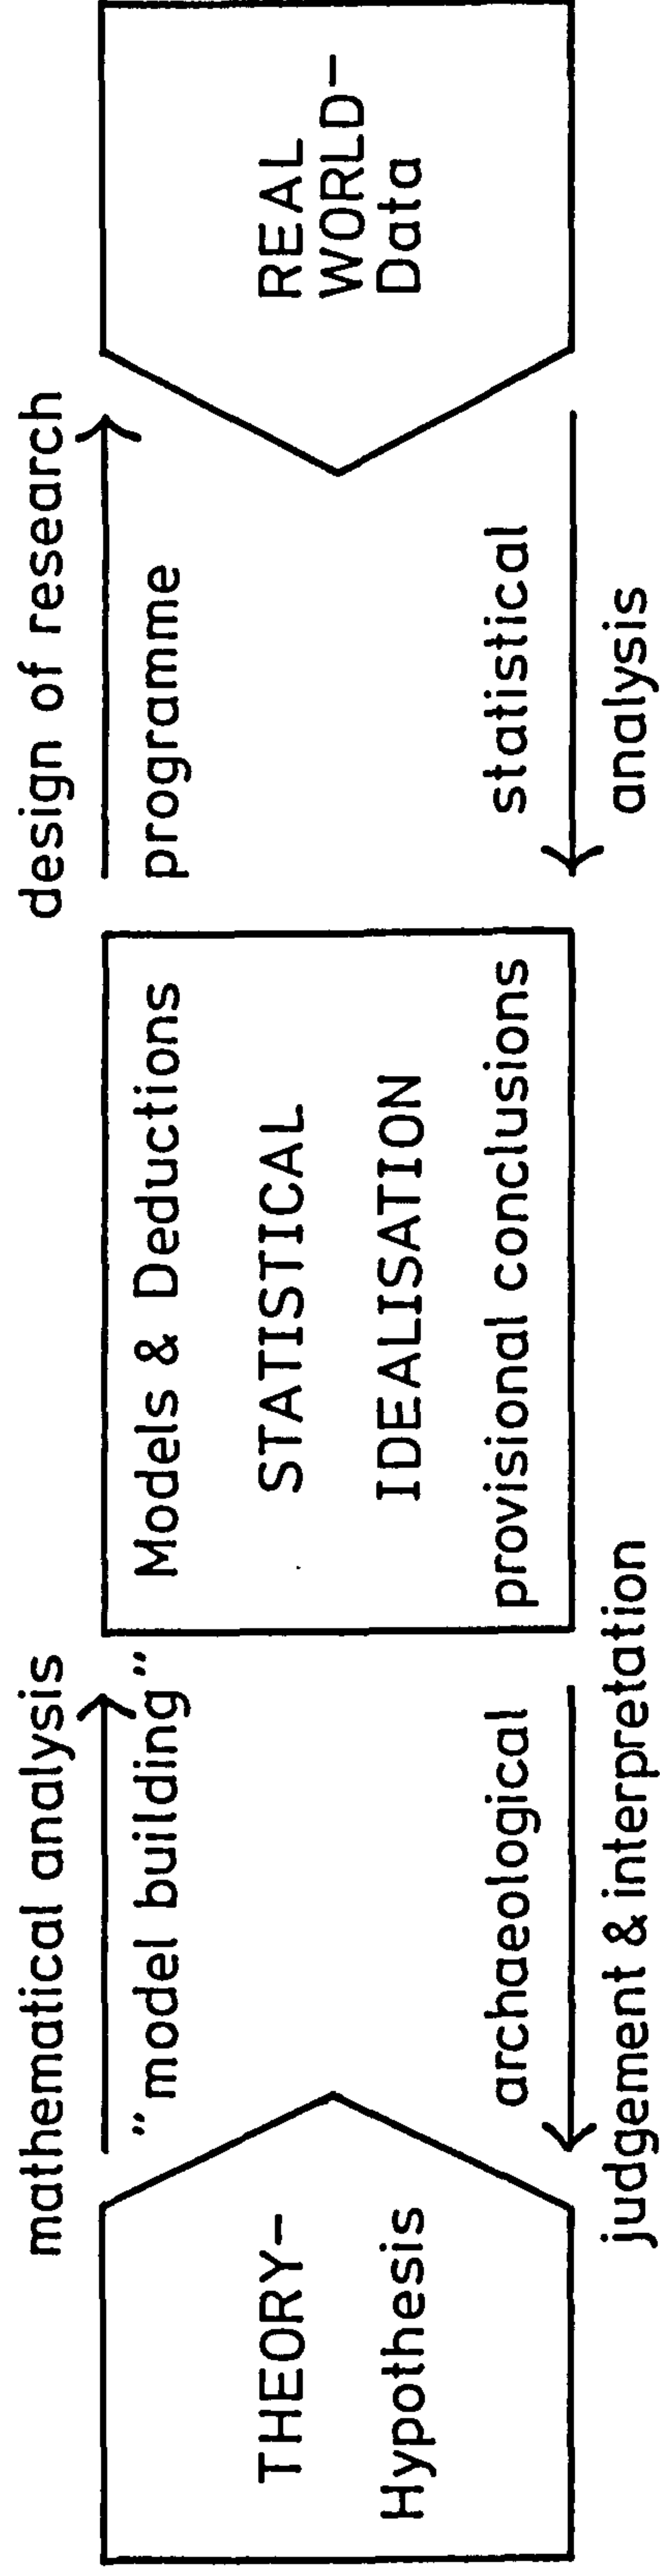 mathematical analysis
"model building"
design of research
programme
THEORY–
Hypothesis
Models & Deductions
STATISTICAL
IDEALISATION
provisional conclusions
REAL
WORLD–
Data
archaeological
judgement & interpretation
statistical
analysis